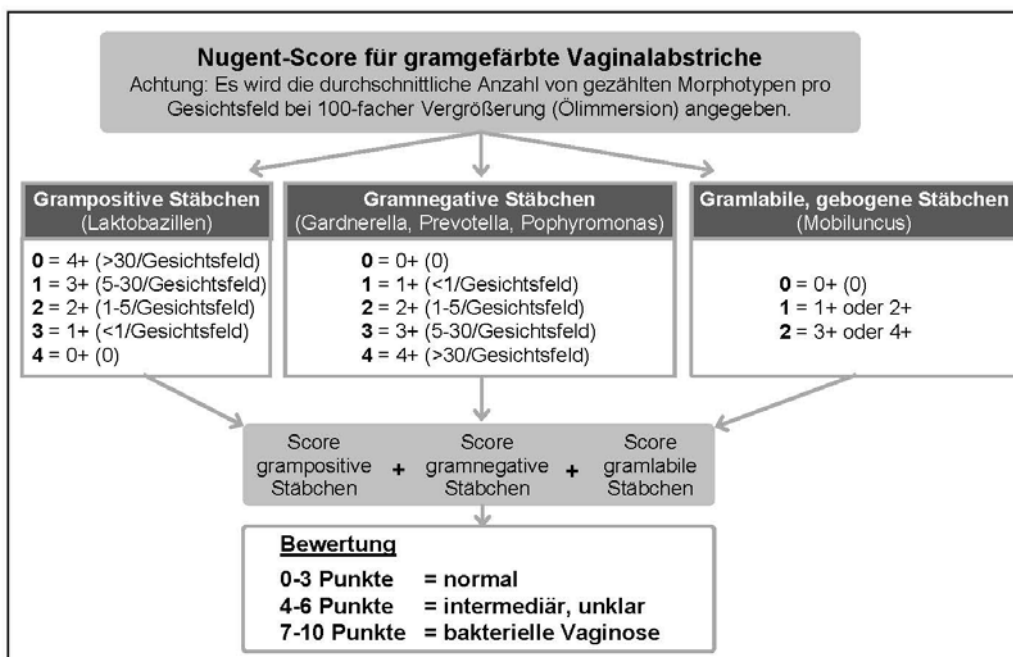 Nugent-Score für gramgefärbte Vaginalabstriche
Achtung: Es wird die durchschnittliche Anzahl von gezählten Morphotypen pro
Gesichtsfeld bei 100-facher Vergrößerung (Ölimmersion) angegeben.
Grampositive Stäbchen
(Laktobazillen)
0 = 4+ (>30/Gesichtsfeld)
1 = 3+ (5-30/Gesichtsfeld)
2 = 2+ (1-5/Gesichtsfeld)
3 = 1+ (<1/Gesichtsfeld)
4 = 0+ (0)
Gramnegative Stäbchen
(Gardnerella, Prevotella, Pophyromonas)
0 = 0+ (0)
1 = 1+ (<1/Gesichtsfeld)
2 = 2+ (1-5/Gesichtsfeld)
3 = 3+ (5-30/Gesichtsfeld)
4 = 4+ (>30/Gesichtsfeld)
Gramlabile, gebogene Stäbchen
(Mobiluncus)
0 = 0+ (0)
1 = 1+ oder 2+
2 = 3+ oder 4+
Score
grampositive
Stäbchen
+
Score
gramnegative
Stäbchen
+
Score
gramlabile
Stäbchen
Bewertung
0-3 Punkte = normal
4-6 Punkte = intermediär, unklar
7-10 Punkte = bakterielle Vaginose